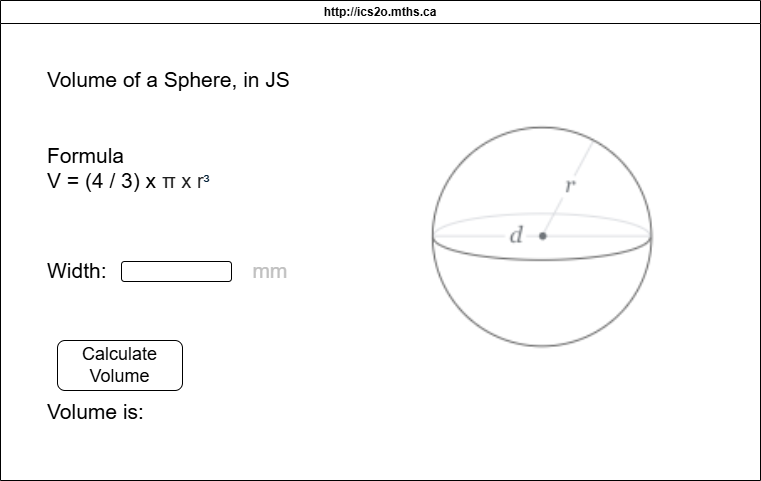 http://ics2o.mths.ca
Volume of a Sphere, in JS
Formula
V = (4 / 3) x π x r³
r
d
Width:
mm
Calculate
Volume
Volume is: